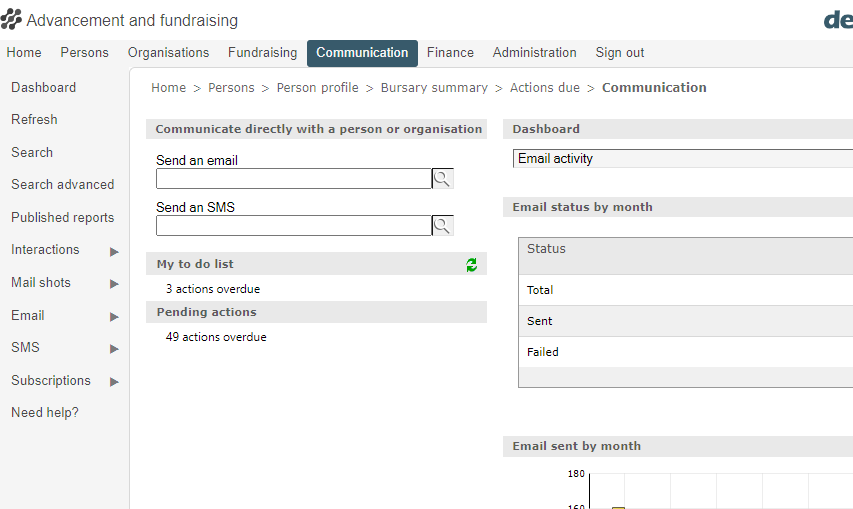 Advancement and fundraising
de
Home Persons Organisations Fundraising Communication Finance Administration Sign out
Dashboard
Refresh
Search
Search advanced
Published reports
Interactions
Mail shots
Email
SMS
Subscriptions
Need help?
Home > Persons > Person profile > Bursary summary > Actions due > Communication
Communicate directly with a person or organisation
Send an email
Send an SMS
My to do list
3 actions overdue
Pending actions
49 actions overdue
Dashboard
Email activity
Email status by month
Status
Total
Sent
Failed
Email sent by month
180
160